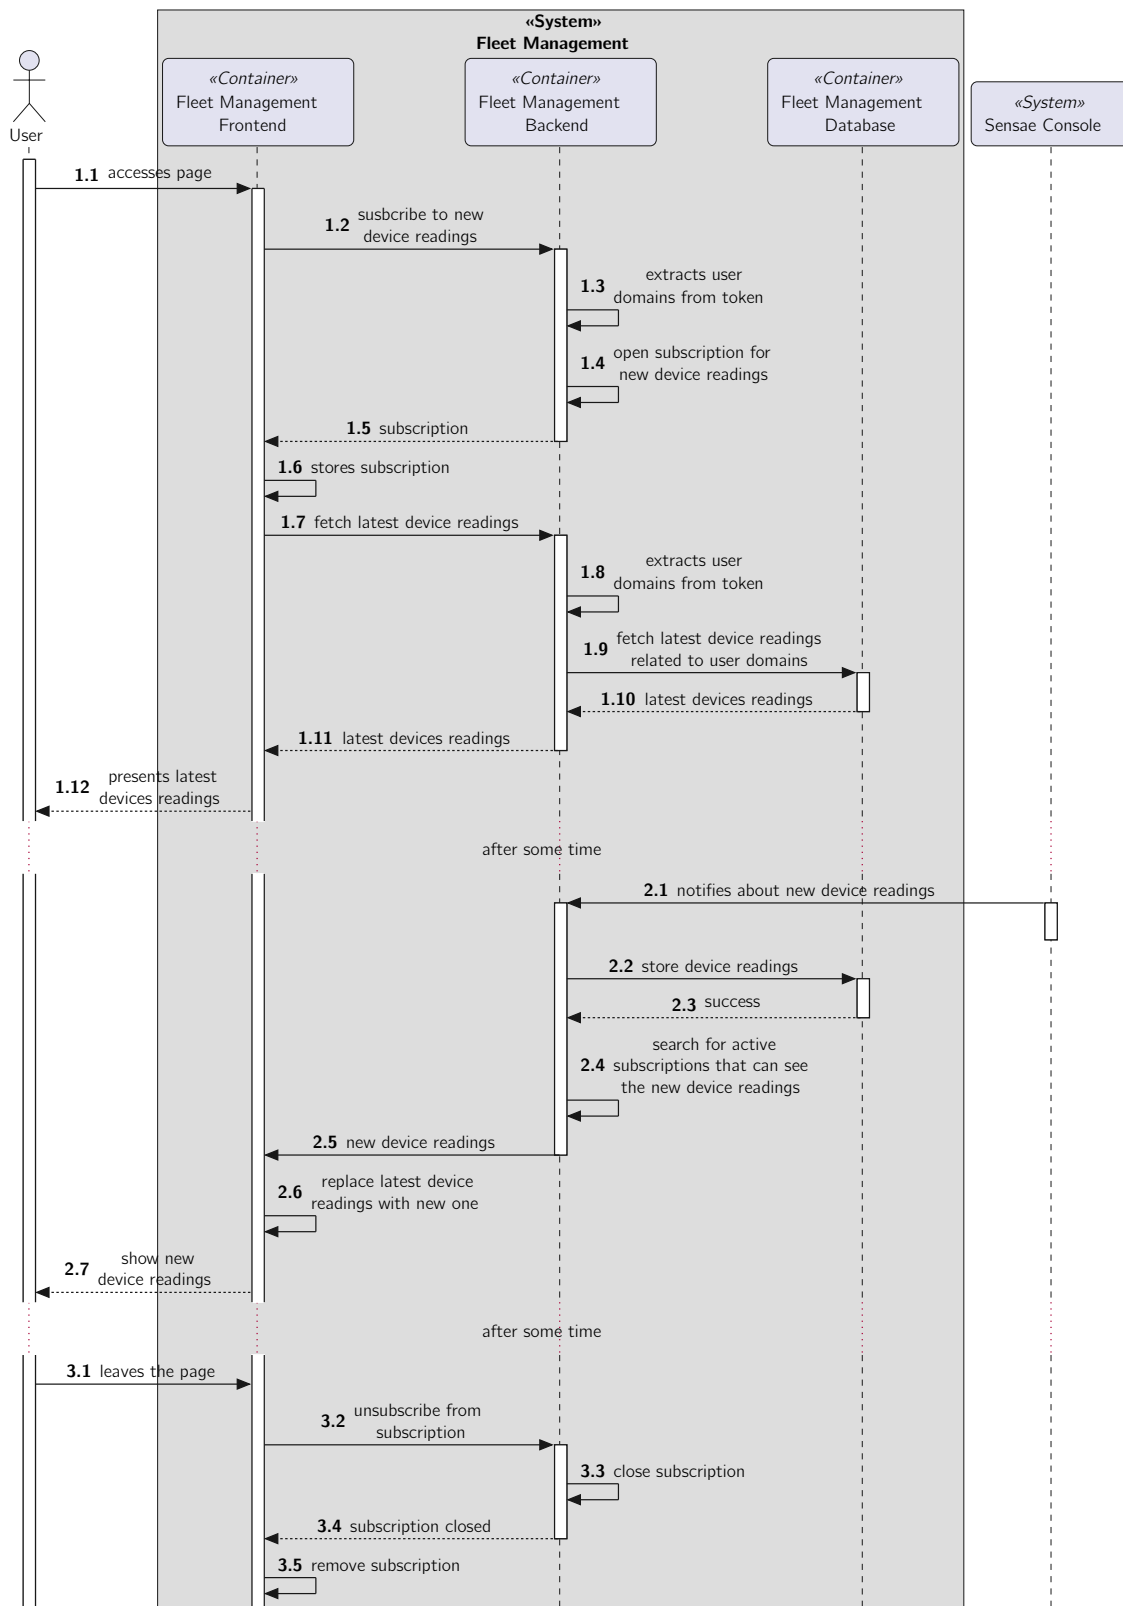 «System»
Fleet Management
User
«Container»
Fleet Management
Frontend
«Container»
Fleet Management
Backend
«Container»
Fleet Management
Database
«System»
Sensae Console
1.1 accesses page
1.2 susbcribe to new
device readings
1.3 extracts user
domains from token
1.4 open subscription for
new device readings
1.5 subscription
1.6 stores subscription
1.7 fetch latest device readings
1.8 extracts user
domains from token
1.9 fetch latest device readings
related to user domains
1.10 latest devices readings
1.11 latest devices readings
1.12 presents latest
devices readings
after some time
2.1 notifies about new device readings
2.2 store device readings
2.3 success
search for active
2.4 subscriptions that can see
the new device readings
2.5 new device readings
2.6 replace latest device
readings with new one
2.7 show new
device readings
after some time
3.1 leaves the page
3.2 unsubscribe from
subscription
3.3 close subscription
3.4 subscription closed
3.5 remove subscription